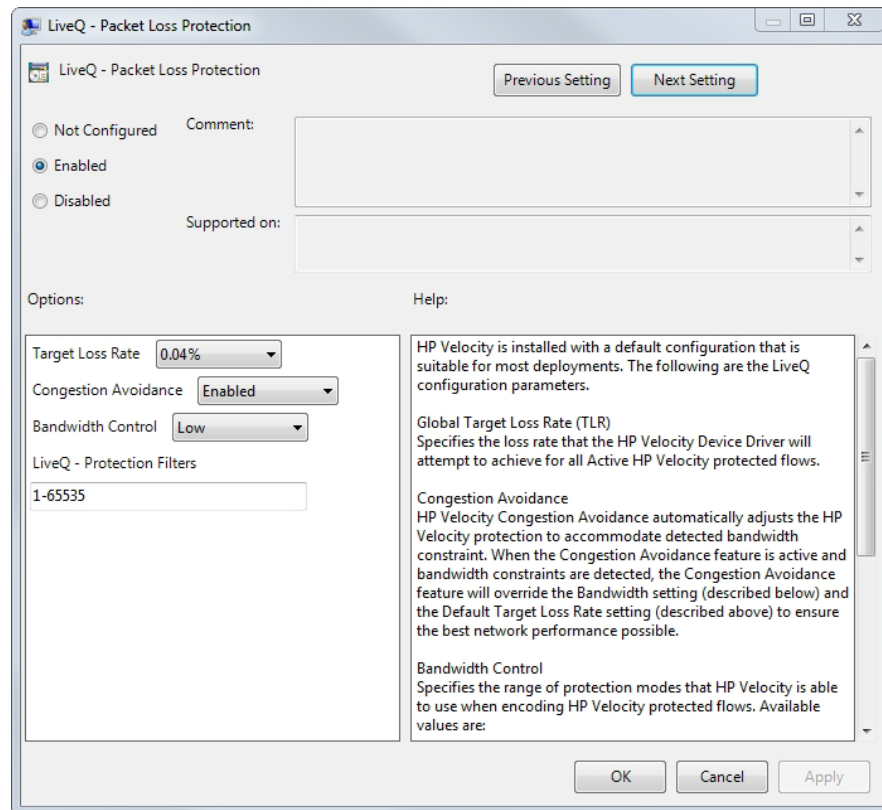 LiveQ - Packet Loss Protection
LiveQ - Packet Loss Protection
Previous Setting
Next Setting
Not Configured
Comment:
Enabled
Disabled
Supported on:
Options:
Help:
Target Loss Rate 0.04%
Congestion Avoidance Enabled
Bandwidth Control Low
LiveQ - Protection Filters
1-65535
HP Velocity is installed with a default configuration that is
suitable for most deployments. The following are the LiveQ
configuration parameters.
Global Target Loss Rate (TLR)
Specifies the loss rate that the HP Velocity Device Driver will
attempt to achieve for all Active HP Velocity protected flows.
Congestion Avoidance
HP Velocity Congestion Avoidance automatically adjusts the HP
Velocity protection to accommodate detected bandwidth
constraint. When the Congestion Avoidance feature is active and
bandwidth constraints are detected, the Congestion Avoidance
feature will override the Bandwidth setting (described below) and
the Default Target Loss Rate setting (described above) to ensure
the best network performance possible.
Bandwidth Control
Specifies the range of protection modes that HP Velocity is able
to use when encoding HP Velocity protected flows. Available
values are:
OK
Cancel
Apply